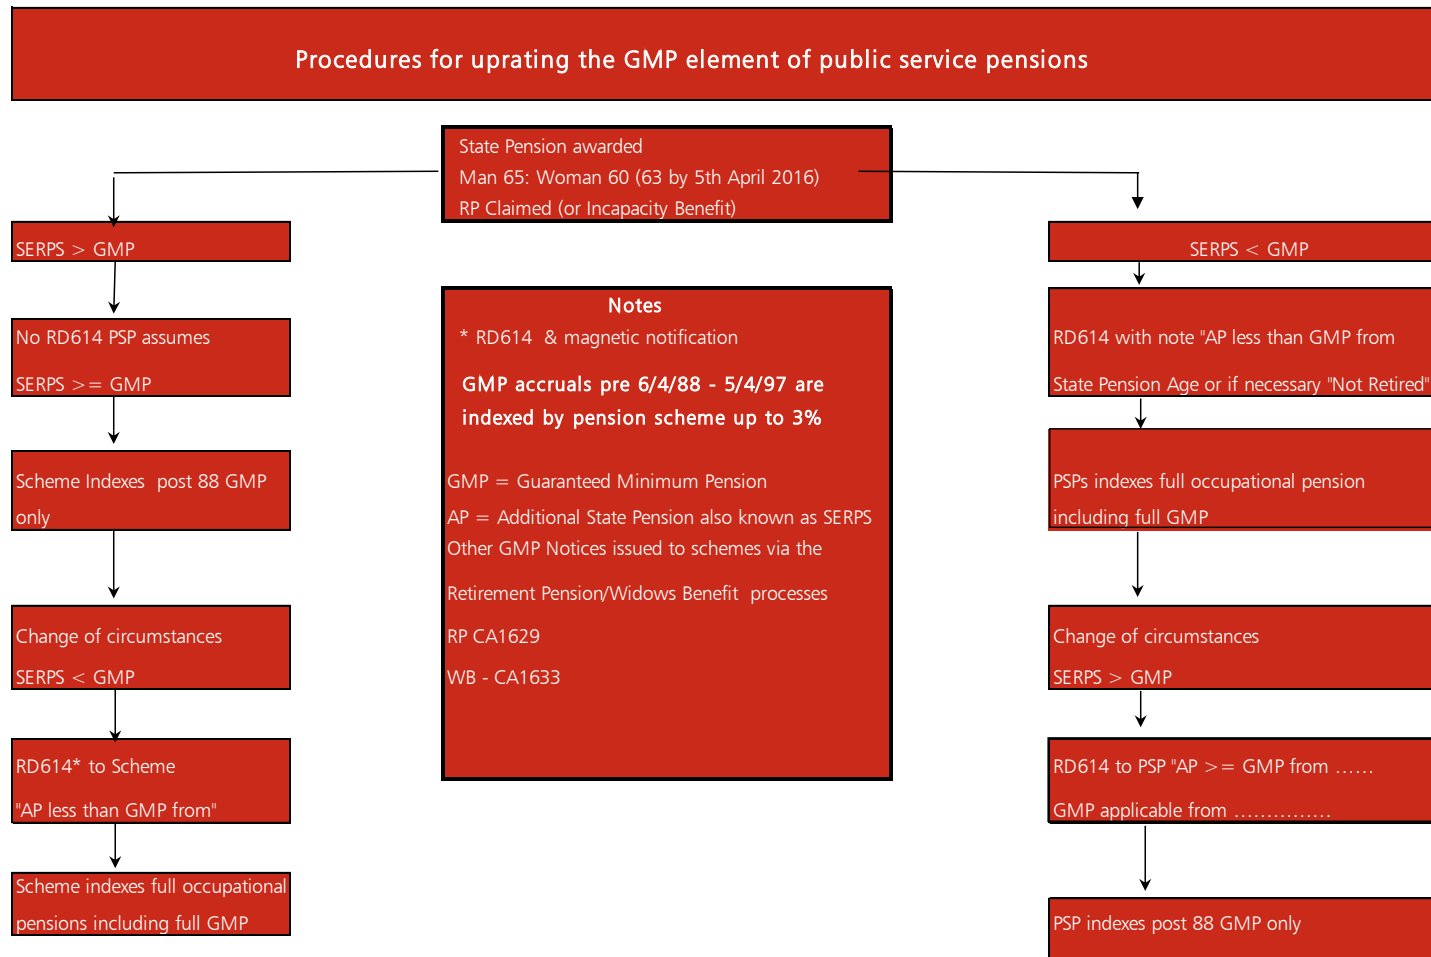 Procedures for uprating the GMP element of public service pensions
State Pension awarded
Man 65: Woman 60 (63 by 5th April 2016)
RP Claimed (or Incapacity Benefit)
SERPS > GMP
No RD614 PSP assumes
SERPS >= GMP
Scheme Indexes  post 88 GMP
only
Change of circumstances
SERPS < GMP
RD614* to Scheme
"AP less than GMP from"
Scheme indexes full occupational
pensions including full GMP
Notes
* RD614  & magnetic notification
GMP accruals pre 6/4/88 - 5/4/97 are
indexed by pension scheme up to 3%
GMP = Guaranteed Minimum Pension
AP = Additional State Pension also known as SERPS
Other GMP Notices issued to schemes via the
Retirement Pension/Widows Benefit  processes
RP CA1629
WB - CA1633
SERPS < GMP
RD614 with note "AP less than GMP from
State Pension Age or if necessary "Not Retired"
PSPs indexes full occupational pension
including full GMP
Change of circumstances
SERPS > GMP
RD614 to PSP "AP >= GMP from ……
GMP applicable from ……………
PSP indexes post 88 GMP only